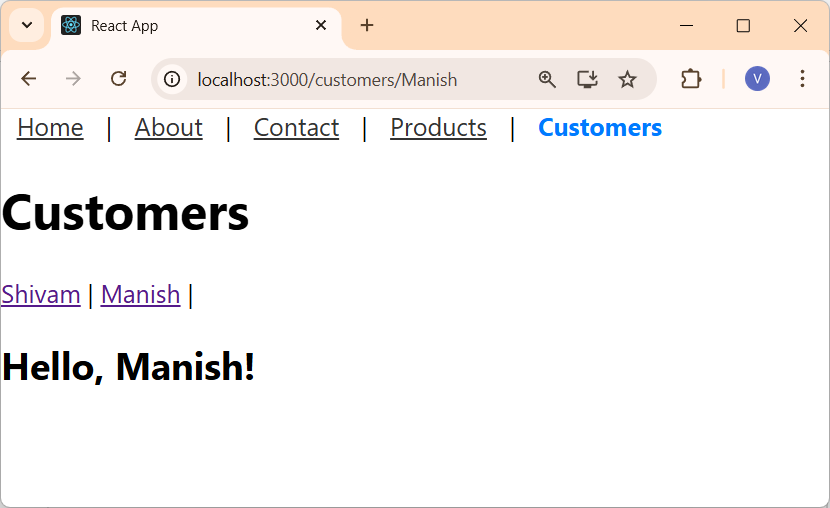 React App
localhost:3000/customers/Manish
V
Home | About | Contact | Products | Customers
Customers
Shivam | Manish |
Hello, Manish!